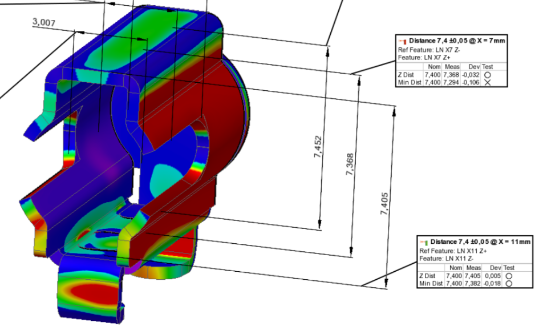 3,007
Distance 7,4 ±0,05 @ X = 7mm
Ref Feature: LN X7 Z-
Feature: LN X7 Z+
Nom Meas Dev Test
Z Dist 7,400 7,368 -0,032
Min Dist 7,400 7,294 -0,106
7,452
7,368
7,405
Distance 7,4 ±0,05 @ X = 11mm
Ref Feature: LN X11 Z+
Feature: LN X11 Z-
Nom Meas Dev Test
Z Dist 7,400 7,405 0,005
Min Dist 7,400 7,382 -0,018